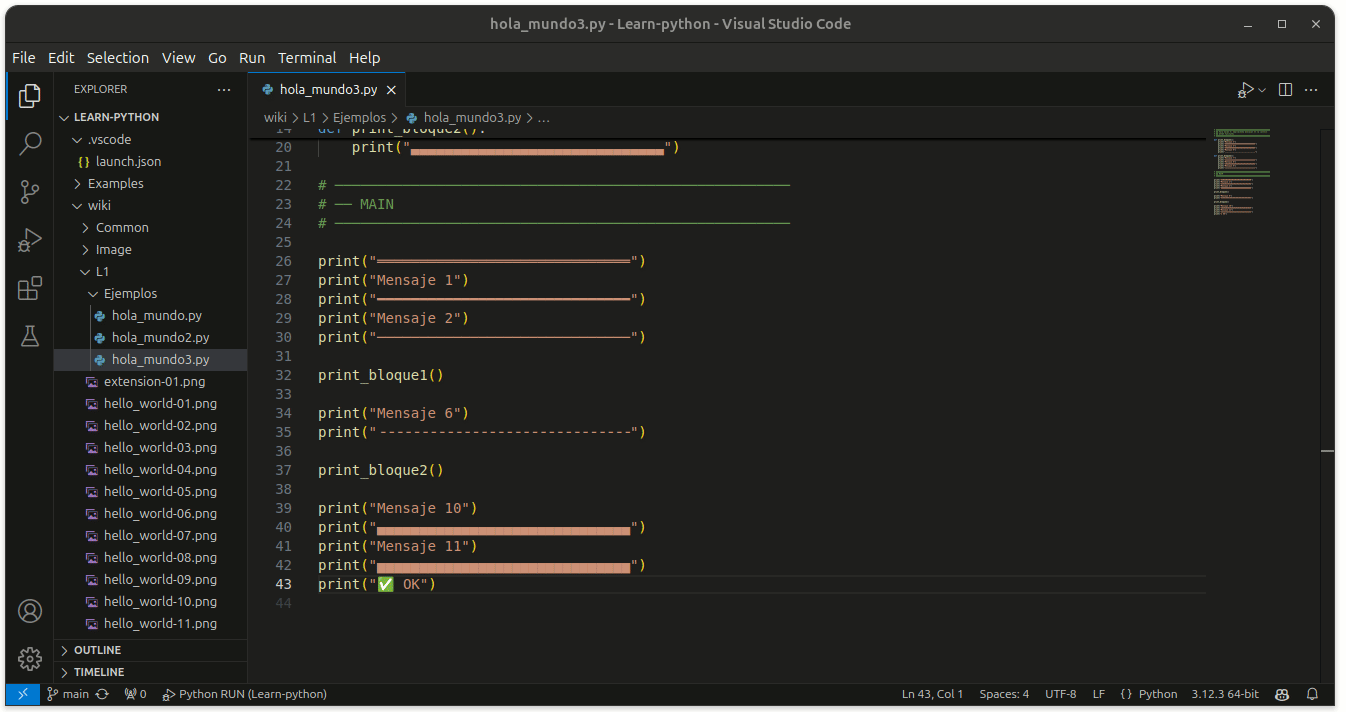 hola_mundo3.py - Learn-python - Visual Studio Code
File Edit Selection View Go Run Terminal Help
EXPLORER
LEARN-PYTHON
.vscode
{} launch.json
Examples
wiki
Common
Image
L1
Ejemplos
hola_mundo.py
hola_mundo2.py
hola_mundo3.py
extension-01.png
hello_world-01.png
hello_world-02.png
hello_world-03.png
hello_world-04.png
hello_world-05.png
hello_world-06.png
hello_world-07.png
hello_world-08.png
hello_world-09.png
hello_world-10.png
hello_world-11.png
OUTLINE
TIMELINE
hola_mundo3.py
wiki > L1 > Ejemplos > hola_mundo3.py > ...
14 def print_bloque2():
20 print("▄▄▄▄▄▄▄▄▄▄▄▄▄▄▄▄▄▄▄▄▄▄▄▄▄▄▄▄▄▄")
21
22 # ──────────────────────────────────────────────────────
23 # ── MAIN
24 # ──────────────────────────────────────────────────────
25
26 print("══════════════════════════════")
27 print("Mensaje 1")
28 print("━━━━━━━━━━━━━━━━━━━━━━━━━━━━━━")
29 print("Mensaje 2")
30 print("──────────────────────────────")
31
32 print_bloque1()
33
34 print("Mensaje 6")
35 print("------------------------------")
36
37 print_bloque2()
38
39 print("Mensaje 10")
40 print("▄▄▄▄▄▄▄▄▄▄▄▄▄▄▄▄▄▄▄▄▄▄▄▄▄▄▄▄▄▄")
41 print("Mensaje 11")
42 print("▄▄▄▄▄▄▄▄▄▄▄▄▄▄▄▄▄▄▄▄▄▄▄▄▄▄▄▄▄▄")
43 print("✅ OK")
44
main 0 Python RUN (Learn-python) Ln 43, Col 1 Spaces: 4 UTF-8 LF {} Python 3.12.3 64-bit